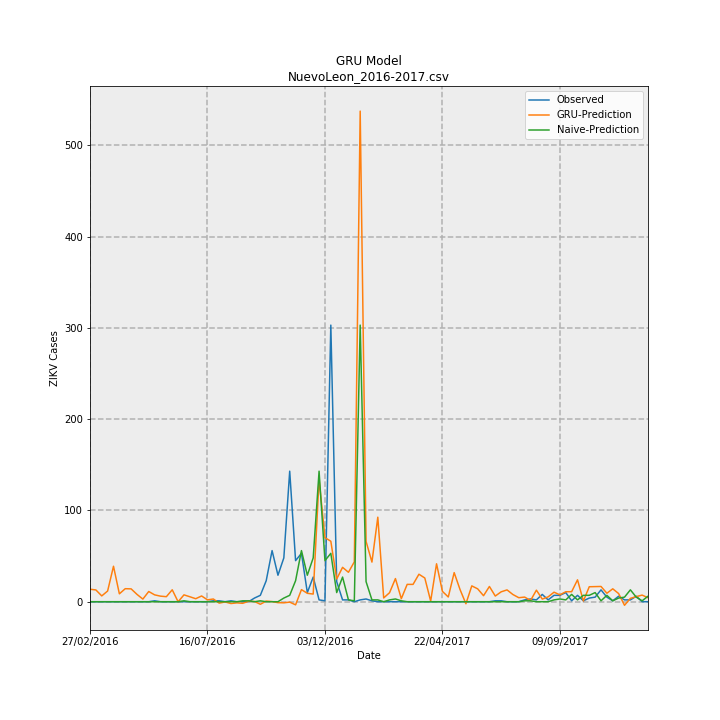 GRU Model
NuevoLeon_2016-2017.csv
Observed
GRU-Prediction
Naive-Prediction
500
400
300
200
100
0
ZIKV Cases
27/02/2016 16/07/2016 03/12/2016 22/04/2017 09/09/2017
Date